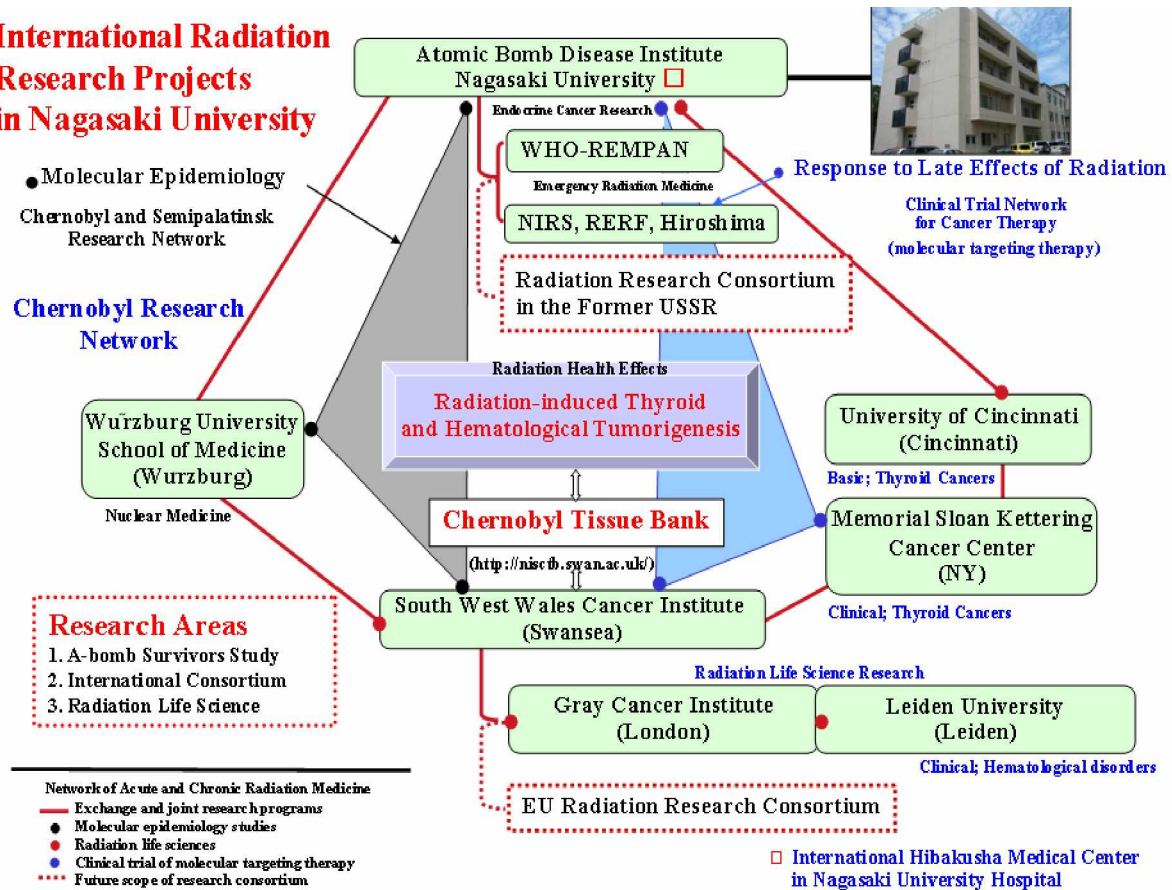 International Radiation
Research Projects
in Nagasaki University
Atomic Bomb Disease Institute
Nagasaki University □
Endocrine Cancer Research
WHO-REMPAN
Emergency Radiation Medicine
NIRS, RERF, Hiroshima
Radiation Research Consortium
in the Former USSR
Response to Late Effects of Radiation
Clinical Trial Network
for Cancer Therapy
(molecular targeting therapy)
Molecular Epidemiology
Chernobyl and Semipalatinsk
Research Network
Chernobyl Research
Network
Radiation Health Effects
Radiation-induced Thyroid
and Hematological Tumorigenesis
Wűrzburg University
School of Medicine
(Wurzburg)
Nuclear Medicine
University of Cincinnati
(Cincinnati)
Basic; Thyroid Cancers
Chernobyl Tissue Bank
(http://nisctb.swan.ac.uk/)
Memorial Sloan Kettering
Cancer Center
(NY)
Clinical; Thyroid Cancers
South West Wales Cancer Institute
(Swansea)
Research Areas
1. A-bomb Survivors Study
2. International Consortium
3. Radiation Life Science
Radiation Life Science Research
Gray Cancer Institute
(London)
Leiden University
(Leiden)
Clinical; Hematological disorders
EU Radiation Research Consortium
Network of Acute and Chronic Radiation Medicine
Exchange and joint research programs
Molecular epidemiology studies
Radiation life sciences
Clinical trial of molecular targeting therapy
Future scope of research consortium
□ International Hibakusha Medical Center
in Nagasaki University Hospital